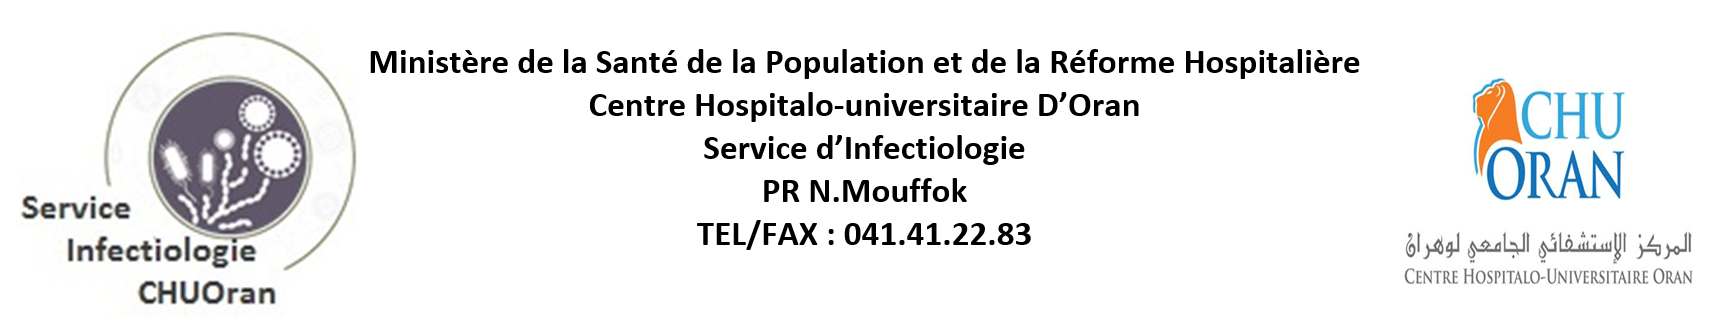 Ministère de la Santé de la Population et de la Réforme Hospitalière
Centre Hospitalo-universitaire D’Oran
Service d’Infectiologie
PR N.Mouffok
TEL/FAX : 041.41.22.83
Service
Infectiologie
CHUOran
CHU
ORAN
المركز الإستشفائي الجامعي لوهران
CENTRE HOSPITALO-UNIVERSITAIRE ORAN